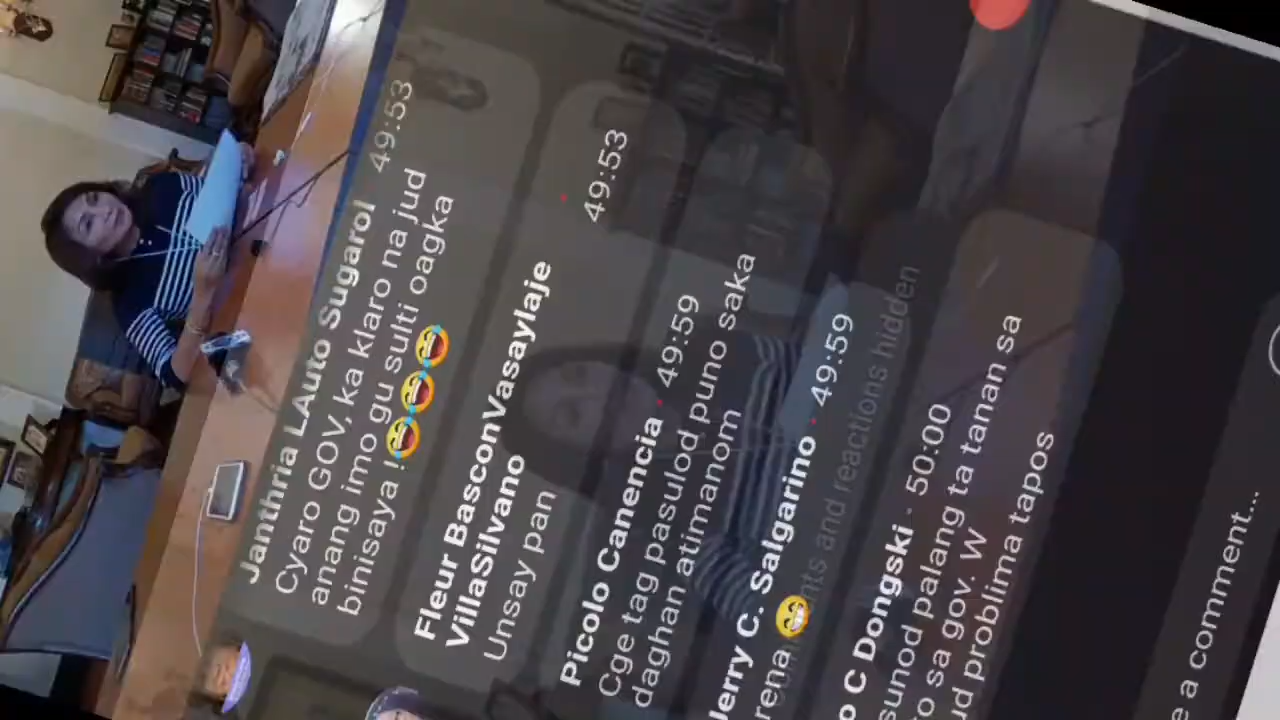 Janthria LAuto Sugarol 49:53
Cyaro GOV, ka klaro na jud
anang imo gu sulti oagka
binisaya !😂😂😂😂
Fleur BasconVasaylaje
VillaSilvano · 49:53
Unsay pan
Picolo Canencia · 49:59
Cge tag pasulod puno saka
daghan atimanom
Jerry C. Salgarino · 49:59
rena 😁
nts and reactions hidden
o C Dongski · 50:00
sunod palang ta tanan sa
o sa gov. W
ud problima tapos
e a comment...